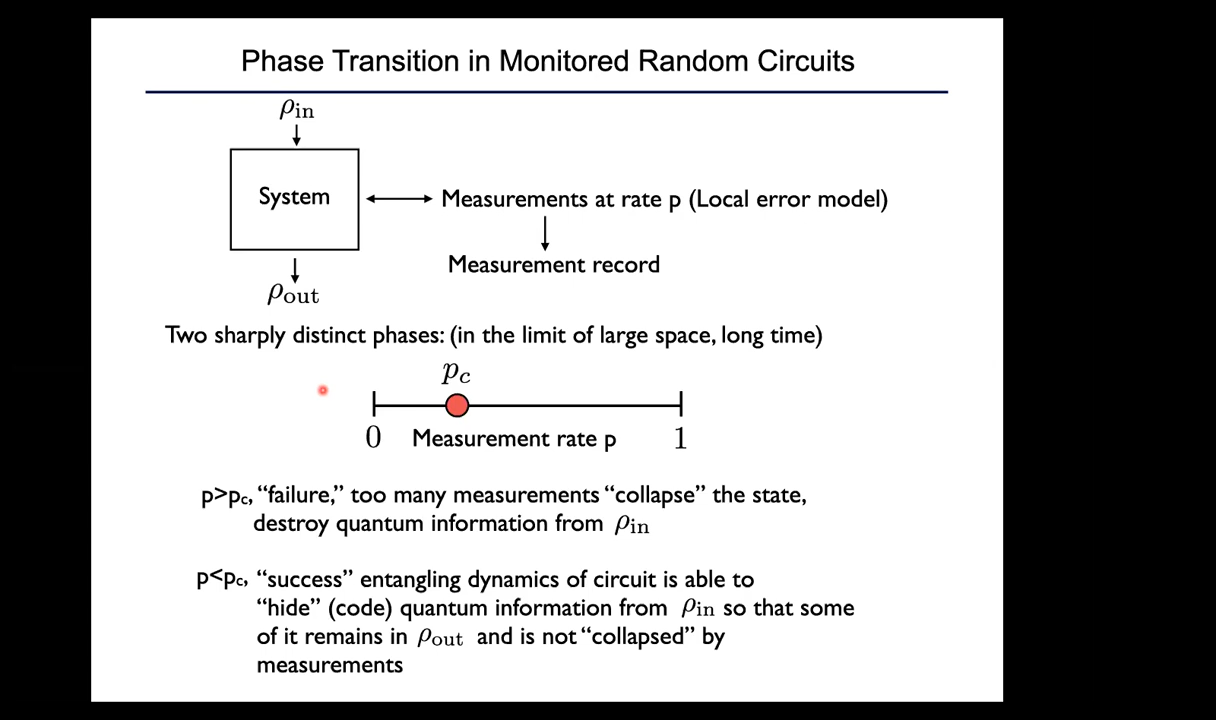 Phase Transition in Monitored Random Circuits
ρin
System
Measurements at rate p (Local error model)
Measurement record
ρout
Two sharply distinct phases: (in the limit of large space, long time)
pc
0 Measurement rate p 1
p>pc, “failure,” too many measurements “collapse” the state,
destroy quantum information from ρin
p<pc, “success” entangling dynamics of circuit is able to
“hide” (code) quantum information from ρin so that some
of it remains in ρout and is not “collapsed” by
measurements